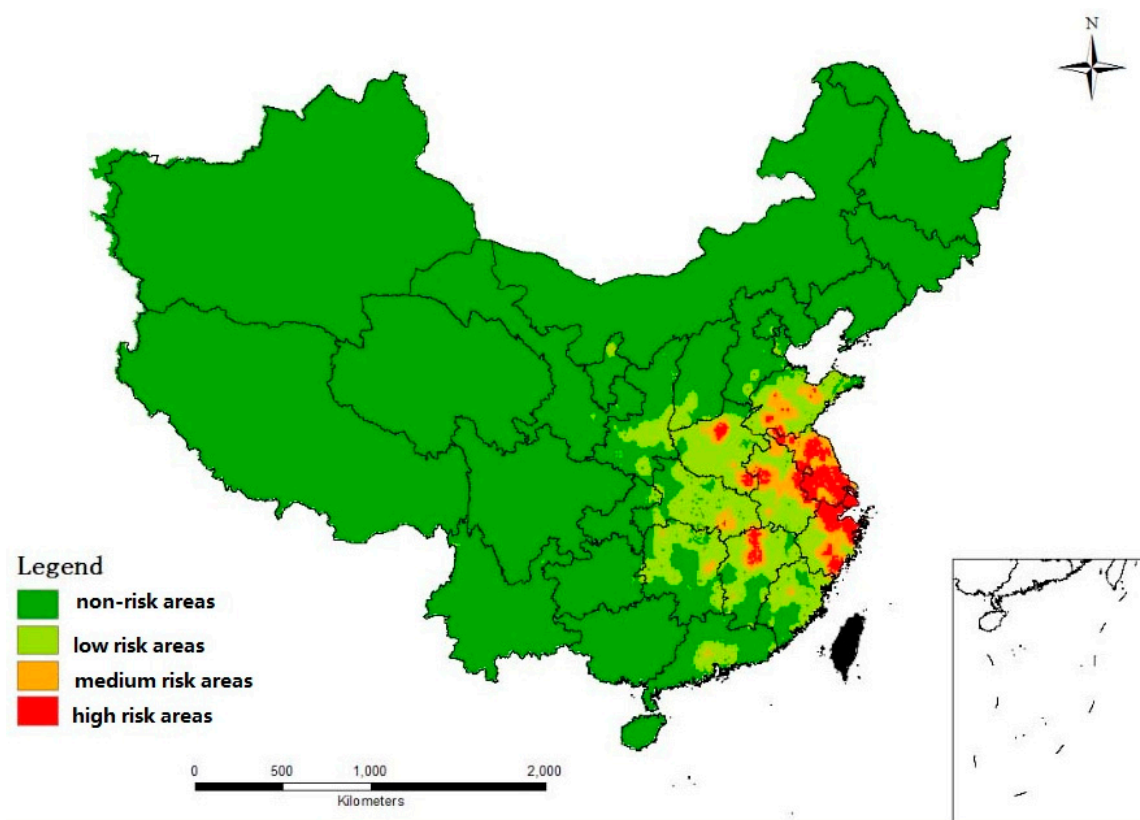 N
Legend
non-risk areas
low risk areas
medium risk areas
high risk areas
0 500 1,000 2,000
Kilometers